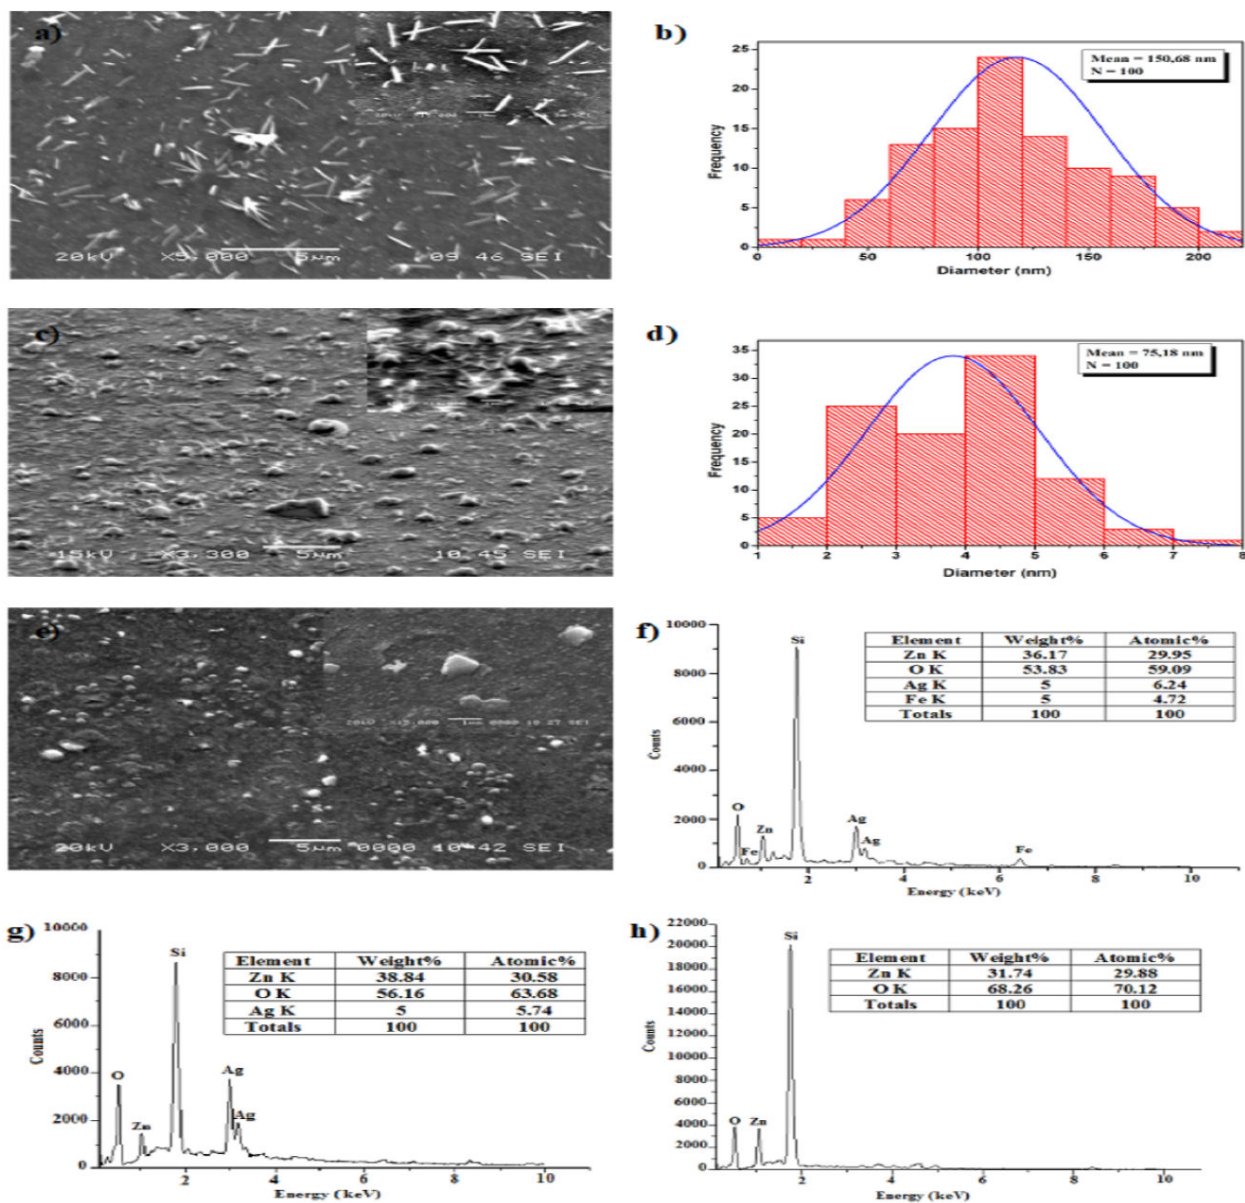 a)
20kV X5,000 5μm 09 46 SEI
b)
Mean = 150,68 nm
N = 100
25
20
15
10
5
0
Frequency
0 50 100 150 200
Diameter (nm)
c)
15kV X3,300 5μm 10 45 SEI
d)
Mean = 75,18 nm
N = 100
35
30
25
20
15
10
5
0
Frequency
1 2 3 4 5 6 7 8
Diameter (nm)
e)
20kV X15,000 1μm 0000 10 27 SEI
20kV X3,000 5μm 0000 10 42 SEI
f)
10000
8000
6000
4000
2000
0
Counts
Si
O
Fe
Zn
Ag
Ag
Fe
Element Weight% Atomic%
Zn K 36.17 29.95
O K 53.83 59.09
Ag K 5 6.24
Fe K 5 4.72
Totals 100 100
2 4 6 8 10
Energy (keV)
g)
10000
8000
6000
4000
2000
0
Counts
Si
O
Zn
Ag
Ag
Element Weight% Atomic%
Zn K 38.84 30.58
O K 56.16 63.68
Ag K 5 5.74
Totals 100 100
2 4 6 8 10
Energy (keV)
h)
22000
20000
18000
16000
14000
12000
10000
8000
6000
4000
2000
0
Counts
Si
O
Zn
Element Weight% Atomic%
Zn K 31.74 29.88
O K 68.26 70.12
Totals 100 100
2 4 6 8 10
Energy (keV)